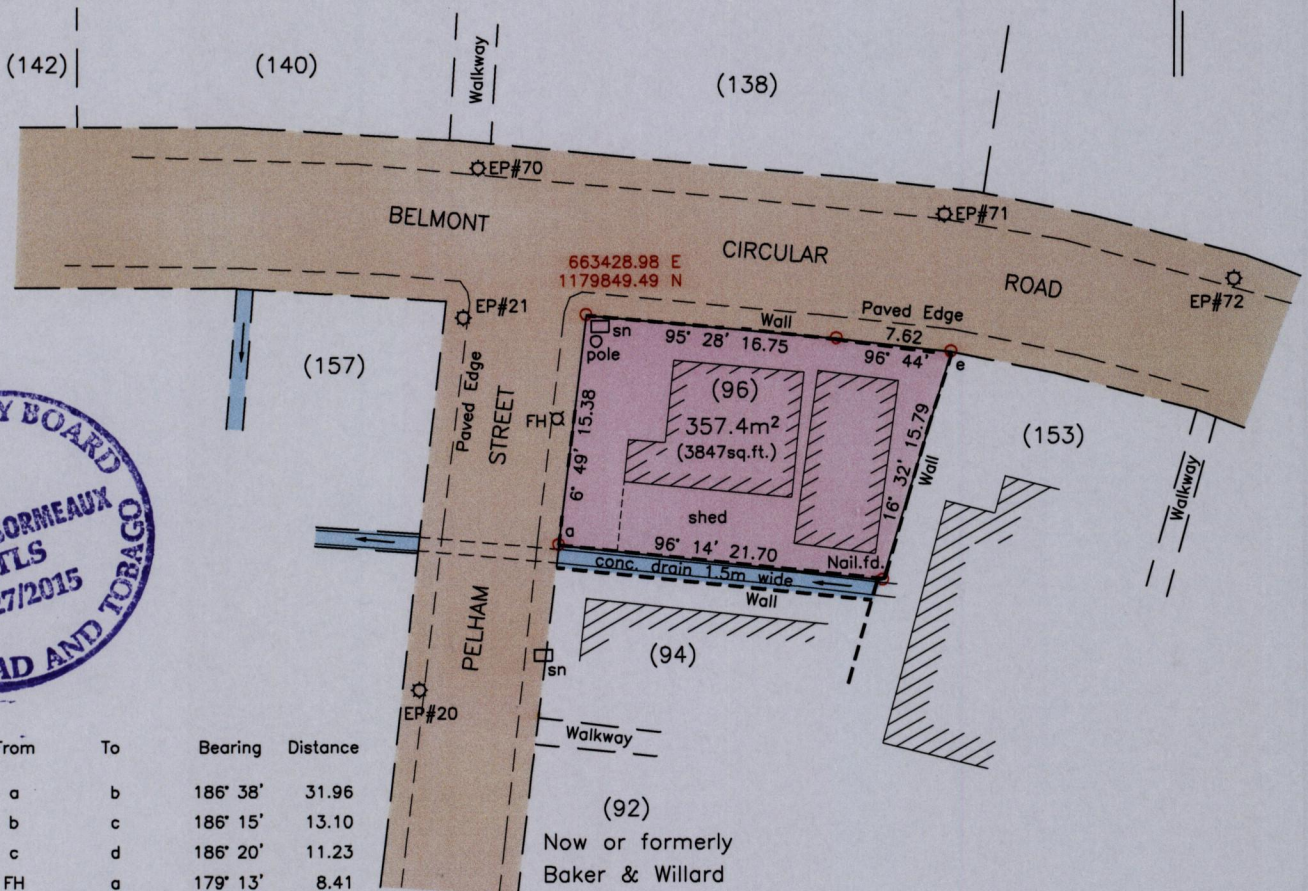 (142)
(140)
Walkway
(138)
EP#70
EP#71
BELMONT CIRCULAR ROAD
663428.98 E
1179849.49 N
EP#72
EP#21
Wall
Paved Edge
95° 28' 16.75
7.62
96° 44'
e
sn
pole
(157)
Paved Edge
STREET
FH
6° 49' 15.38
(96)
357.4m²
(3847sq.ft.)
16° 32' 15.79
Wall
(153)
Walkway
shed
a
96° 14' 21.70
Nail.fd.
conc. drain 1.5m wide
Wall
PELHAM
(94)
sn
EP#20
Walkway
(92)
Now or formerly
Baker & Willard
Y BOARD
ORMEAUX
TLS
7/2015
AD AND TOBAGO
rom To Bearing Distance
a b 186° 38' 31.96
b c 186° 15' 13.10
c d 186° 20' 11.23
FH a 179° 13' 8.41